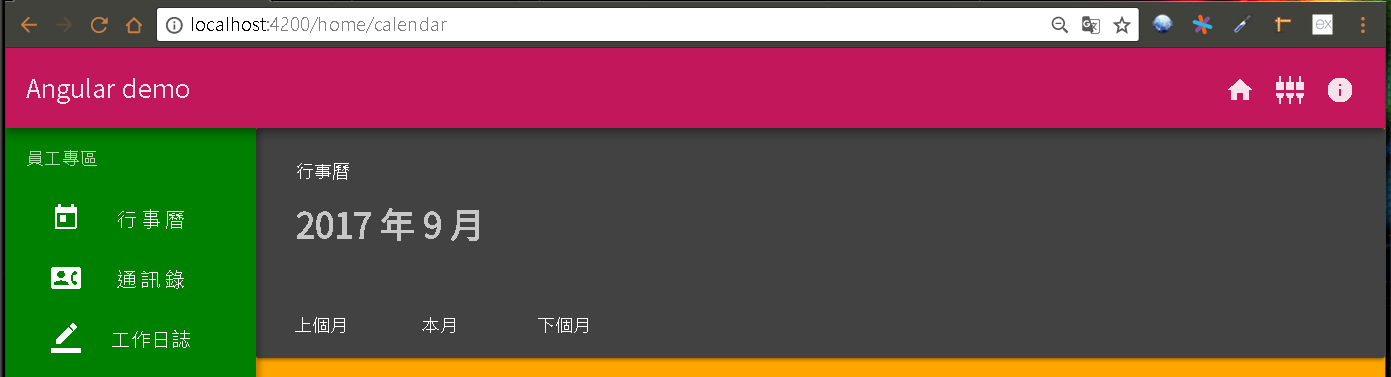 localhost:4200/home/calendar
Angular demo
員工專區
行事曆
通訊錄
工作日誌
行事曆
2017 年 9 月
上個月 本月 下個月